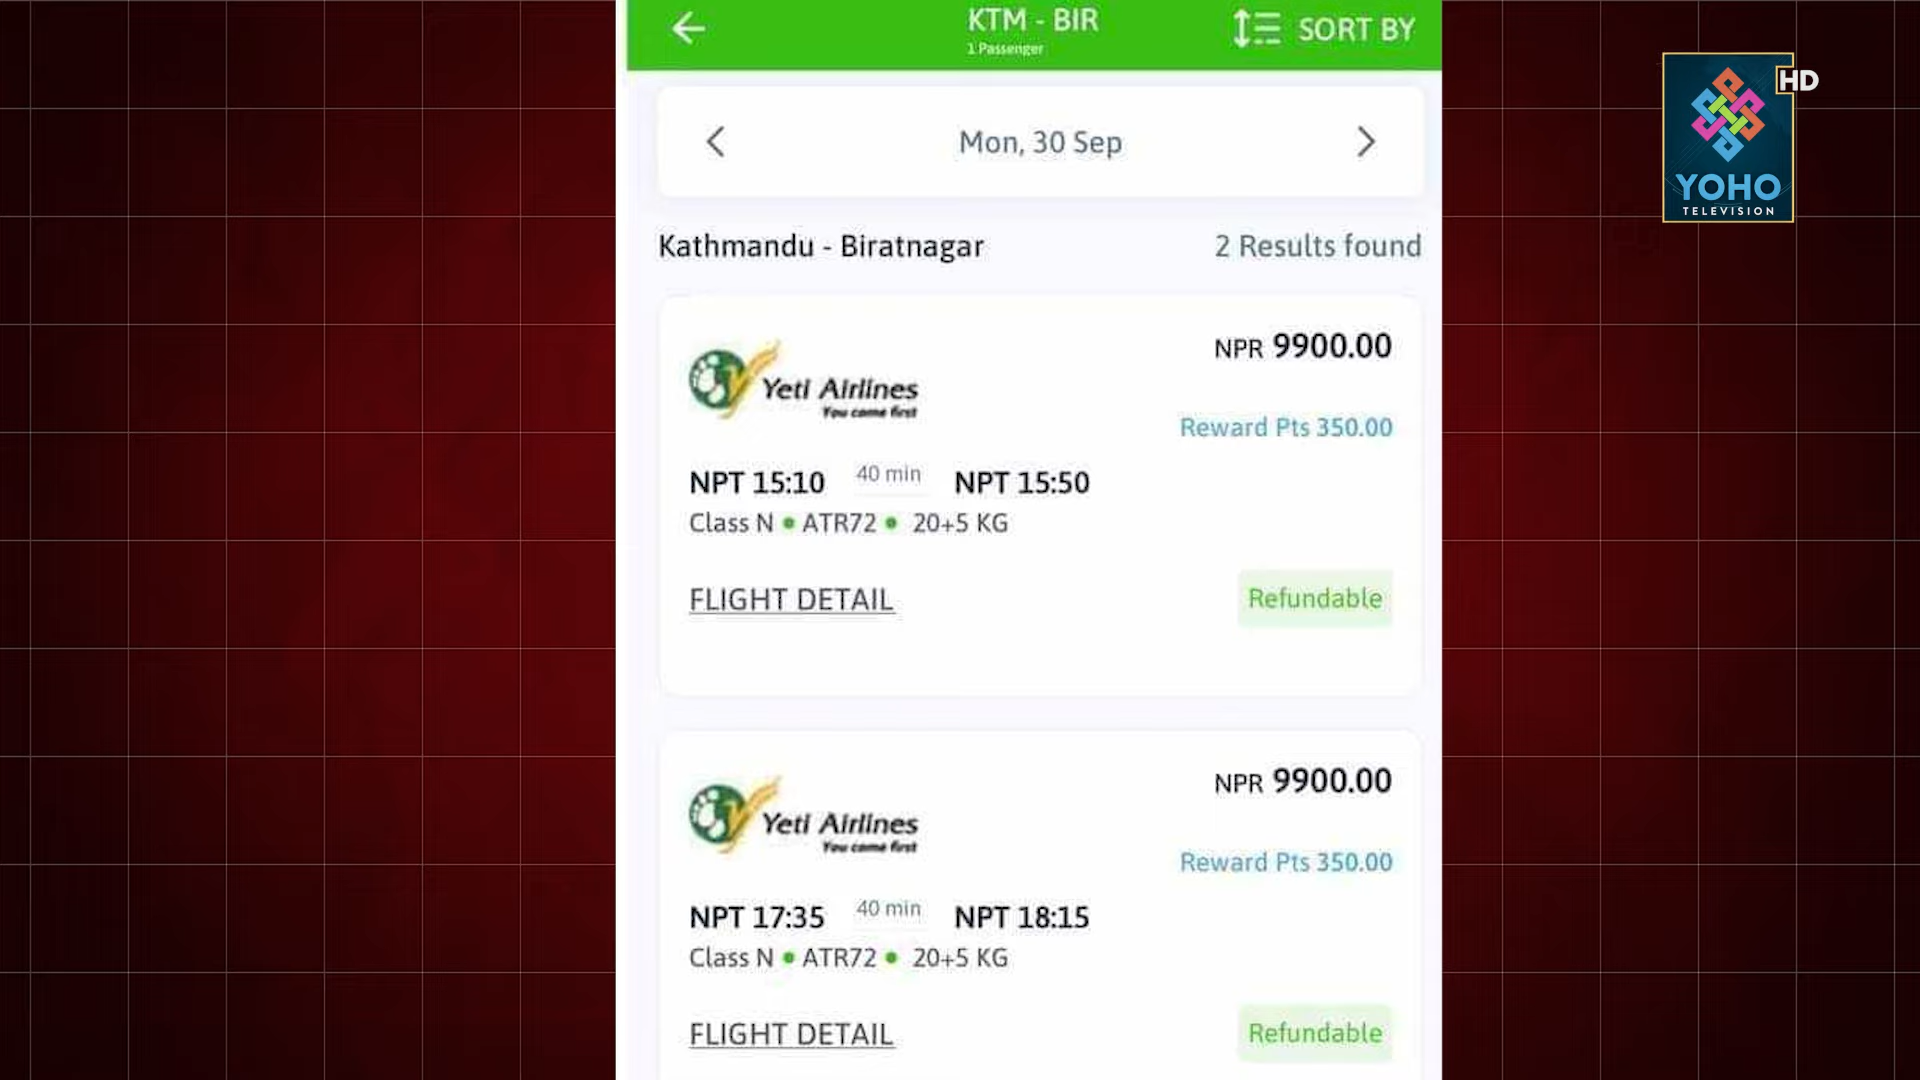 KTM - BIR
1 Passenger
SORT BY
HD
YOHO
TELEVISION
Mon, 30 Sep
Kathmandu - Biratnagar
2 Results found
Yeti Airlines
You come first
NPR 9900.00
Reward Pts 350.00
NPT 15:10 40 min NPT 15:50
Class N ● ATR72 ● 20+5 KG
FLIGHT DETAIL
Refundable
Yeti Airlines
You come first
NPR 9900.00
Reward Pts 350.00
NPT 17:35 40 min NPT 18:15
Class N ● ATR72 ● 20+5 KG
FLIGHT DETAIL
Refundable